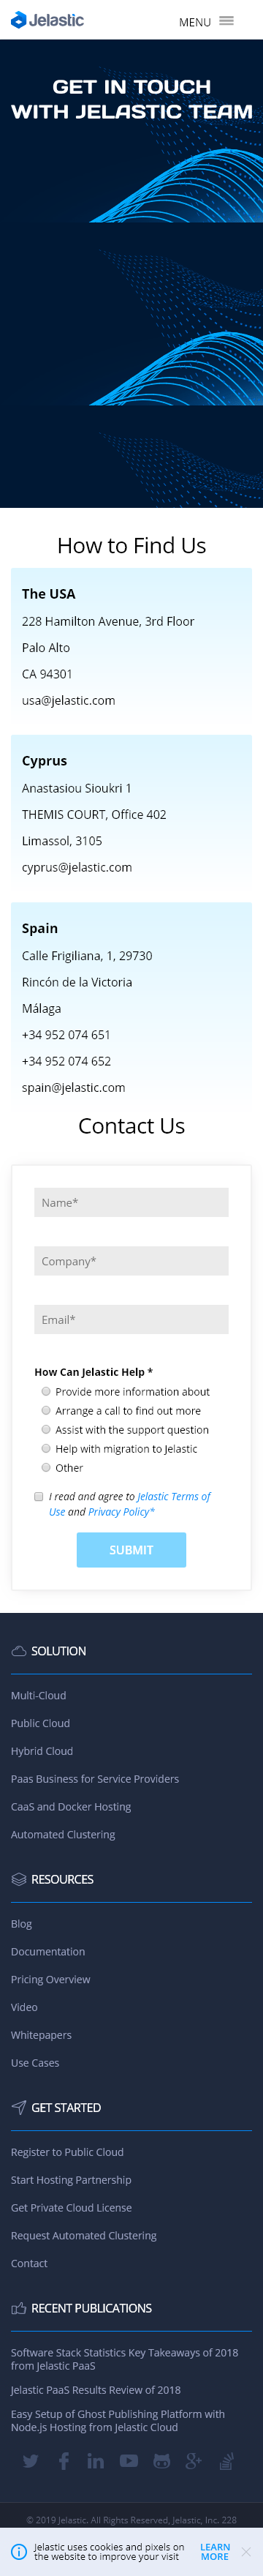 Jelastic
MENU
GET IN TOUCH
WITH JELASTIC TEAM
How to Find Us
The USA
228 Hamilton Avenue, 3rd Floor
Palo Alto
CA 94301
usa@jelastic.com
Cyprus
Anastasiou Sioukri 1
THEMIS COURT, Office 402
Limassol, 3105
cyprus@jelastic.com
Spain
Calle Frigiliana, 1, 29730
Rincón de la Victoria
Málaga
+34 952 074 651
+34 952 074 652
spain@jelastic.com
Contact Us
Name*
Company*
Email*
How Can Jelastic Help *
Provide more information about
Arrange a call to find out more
Assist with the support question
Help with migration to Jelastic
Other
I read and agree to Jelastic Terms of
Use and Privacy Policy*
SUBMIT
SOLUTION
Multi-Cloud
Public Cloud
Hybrid Cloud
Paas Business for Service Providers
CaaS and Docker Hosting
Automated Clustering
RESOURCES
Blog
Documentation
Pricing Overview
Video
Whitepapers
Use Cases
GET STARTED
Register to Public Cloud
Start Hosting Partnership
Get Private Cloud License
Request Automated Clustering
Contact
RECENT PUBLICATIONS
Software Stack Statistics Key Takeaways of 2018
from Jelastic PaaS
Jelastic PaaS Results Review of 2018
Easy Setup of Ghost Publishing Platform with
Node.js Hosting from Jelastic Cloud
© 2019 Jelastic. All Rights Reserved, Jelastic, Inc. 228
Jelastic uses cookies and pixels on
the website to improve your visit
LEARN
MORE